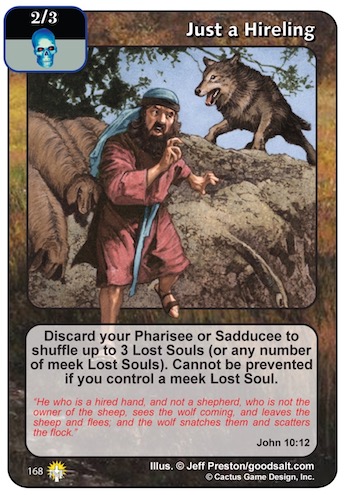 2/3
Just a Hireling
Discard your Pharisee or Sadducee to
shuffle up to 3 Lost Souls (or any number
of meek Lost Souls). Cannot be prevented
if you control a meek Lost Soul.
"He who is a hired hand, and not a shepherd, who is not the
owner of the sheep, sees the wolf coming, and leaves the
sheep and flees; and the wolf snatches them and scatters
the flock."
John 10:12
168
Illus. © Jeff Preston/goodsalt.com
© Cactus Game Design, Inc.